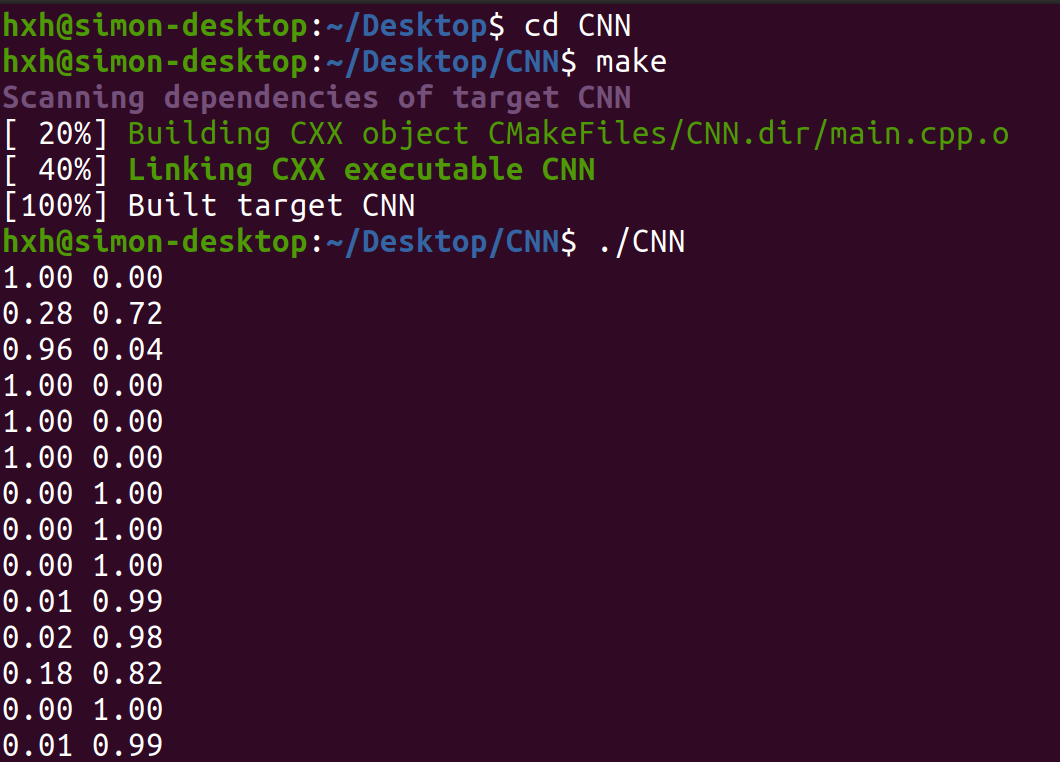 hxh@simon-desktop:~/Desktop$ cd CNN
hxh@simon-desktop:~/Desktop/CNN$ make
Scanning dependencies of target CNN
[ 20%] Building CXX object CMakeFiles/CNN.dir/main.cpp.o
[ 40%] Linking CXX executable CNN
[100%] Built target CNN
hxh@simon-desktop:~/Desktop/CNN$ ./CNN
1.00 0.00
0.28 0.72
0.96 0.04
1.00 0.00
1.00 0.00
1.00 0.00
0.00 1.00
0.00 1.00
0.00 1.00
0.01 0.99
0.02 0.98
0.18 0.82
0.00 1.00
0.01 0.99